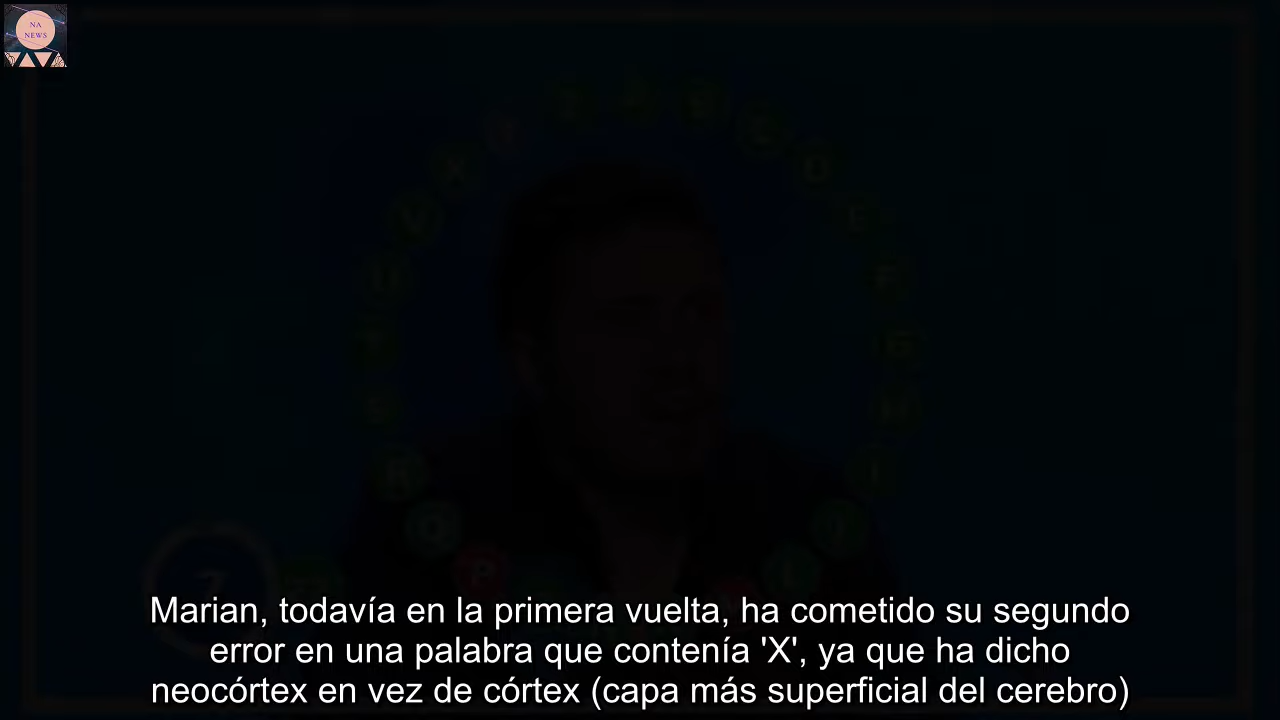 NA
NEWS
Marian, todavía en la primera vuelta, ha cometido su segundo
error en una palabra que contenía 'X', ya que ha dicho
neocórtex en vez de córtex (capa más superficial del cerebro)